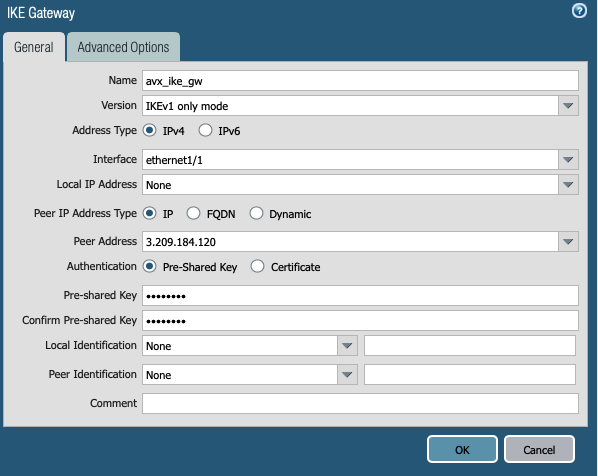 IKE Gateway
General Advanced Options
Name avx_ike_gw
Version IKEv1 only mode
Address Type IPv4 IPv6
Interface ethernet1/1
Local IP Address None
Peer IP Address Type IP FQDN Dynamic
Peer Address 3.209.184.120
Authentication Pre-Shared Key Certificate
Pre-shared Key ••••••••
Confirm Pre-shared Key ••••••••
Local Identification None
Peer Identification None
Comment
OK Cancel